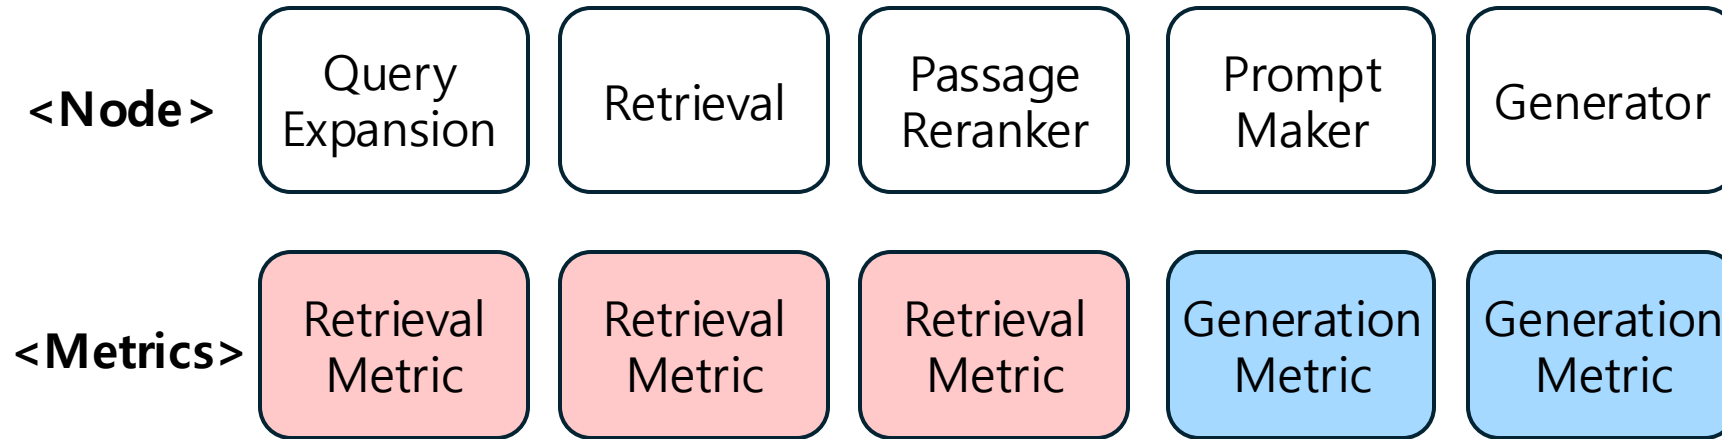 <Node>
Query
Expansion
Retrieval
Passage
Reranker
Prompt
Maker
Generator
<Metrics>
Retrieval
Metric
Retrieval
Metric
Retrieval
Metric
Generation
Metric
Generation
Metric